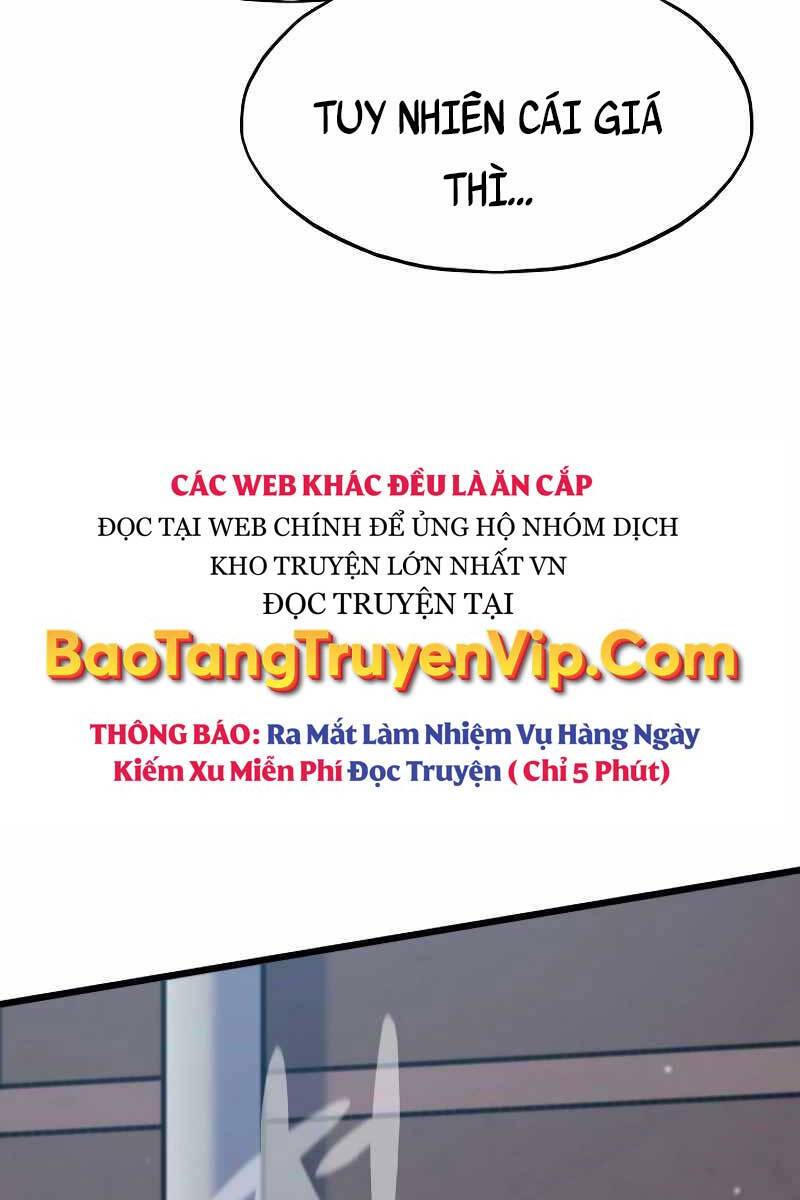 TUY NHIÊN CÁI GIÁ
THÌ...
CÁC WEB KHÁC ĐỀU LÀ ĂN CẮP
ĐỌC TẠI WEB CHÍNH ĐỂ ỦNG HỘ NHÓM DỊCH
KHO TRUYỆN LỚN NHẤT VN
ĐỌC TRUYỆN TẠI
BaoTangTruyenVip.Com
THÔNG BÁO: Ra Mắt Làm Nhiệm Vụ Hàng Ngày
Kiếm Xu Miễn Phí Đọc Truyện ( Chỉ 5 Phút)